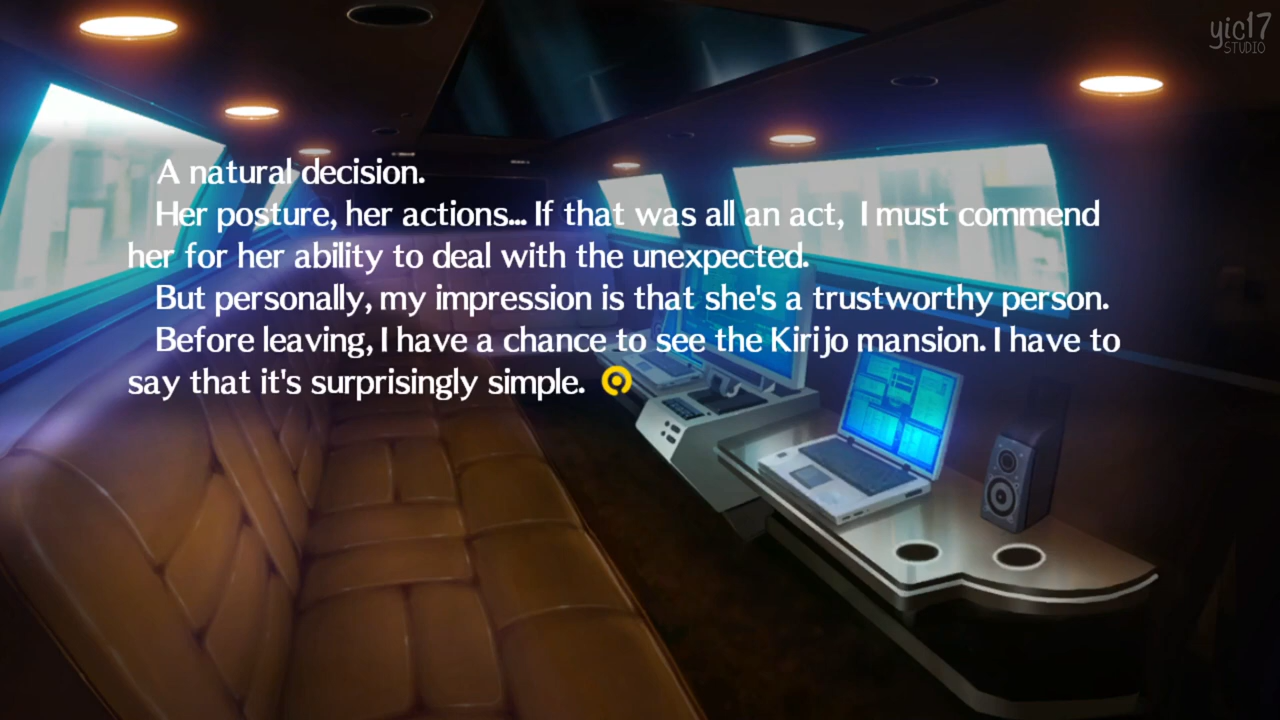 yic17
STUDIO
A natural decision.
Her posture, her actions... If that was all an act, I must commend
her for her ability to deal with the unexpected.
But personally, my impression is that she's a trustworthy person.
Before leaving, I have a chance to see the Kirijo mansion. I have to
say that it's surprisingly simple.